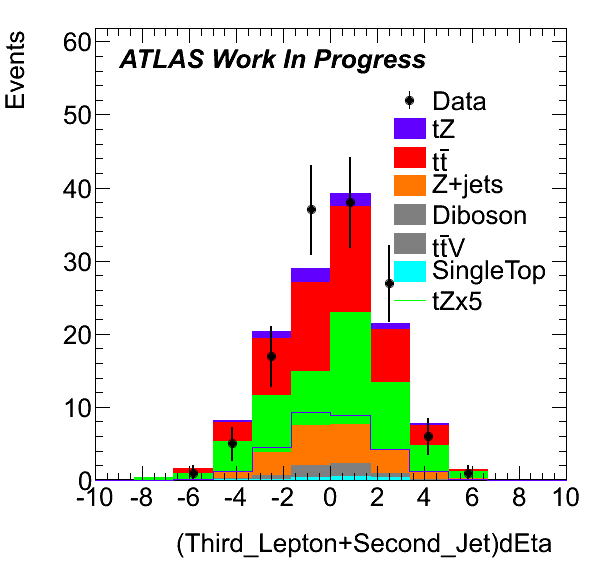 Events
60
50
40
30
20
10
0
ATLAS Work In Progress
Data
tZ
tt̄
Z+jets
Diboson
tt̄V
SingleTop
tZx5
-10 -8 -6 -4 -2 0 2 4 6 8 10
(Third_Lepton+Second_Jet)dEta